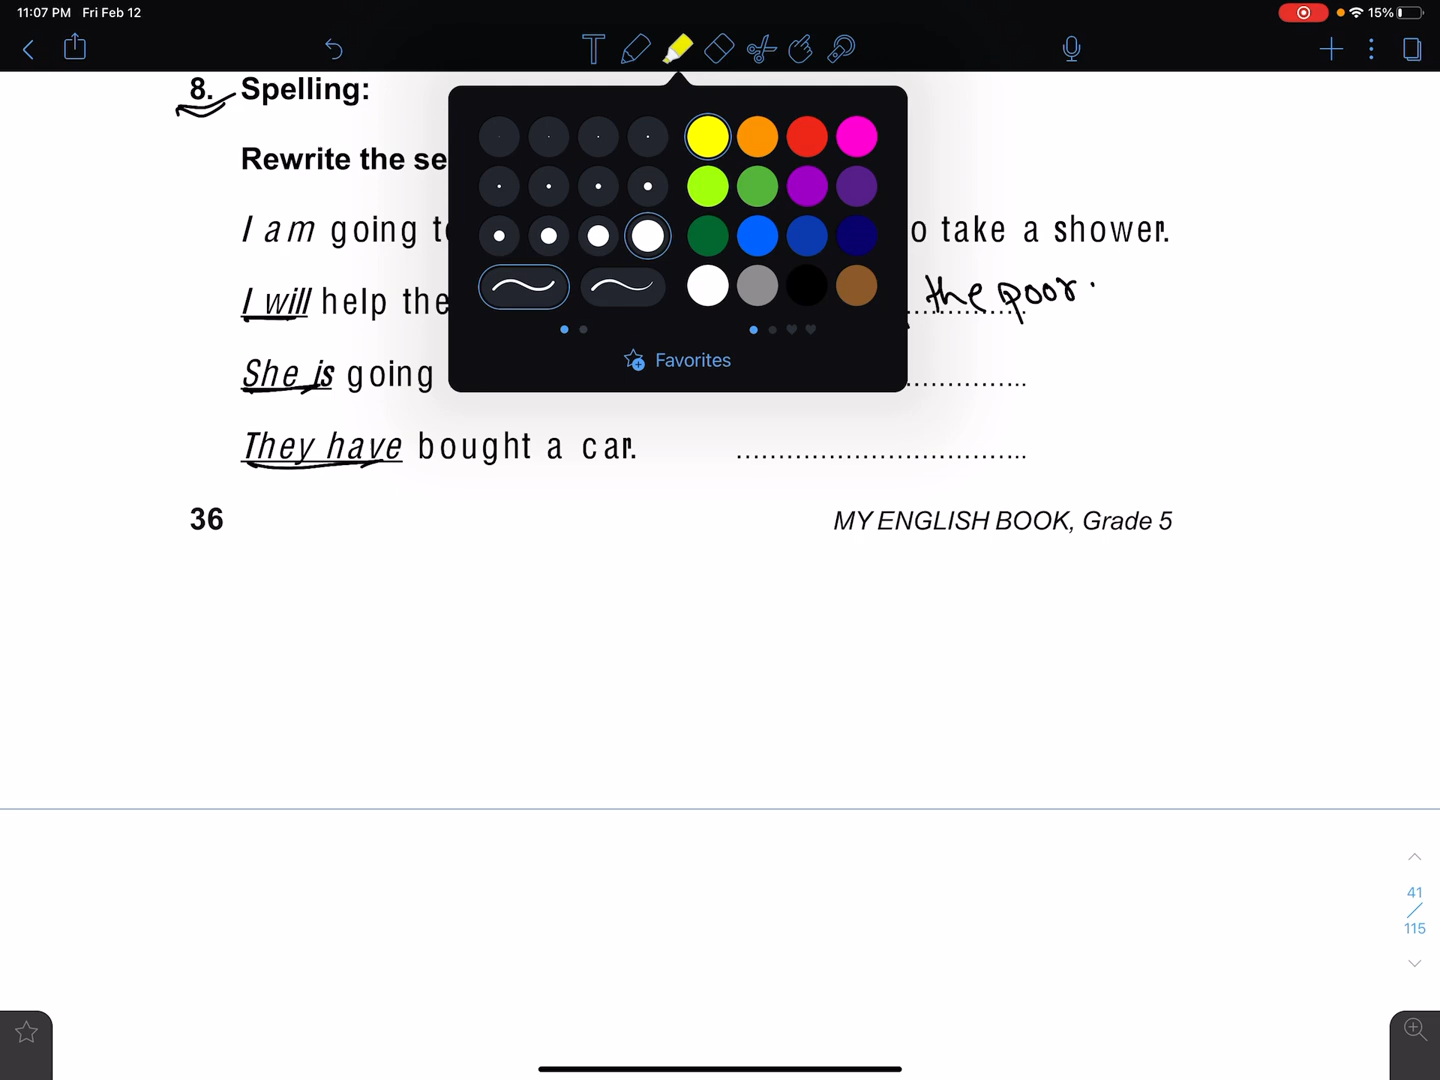 11:07 PM Fri Feb 12
15%
T
8. Spelling:
Rewrite the se
I am going to
o take a shower.
I will help the
the poor.
She is going
Favorites
They have bought a car. .....................................
36
MY ENGLISH BOOK, Grade 5
41
115